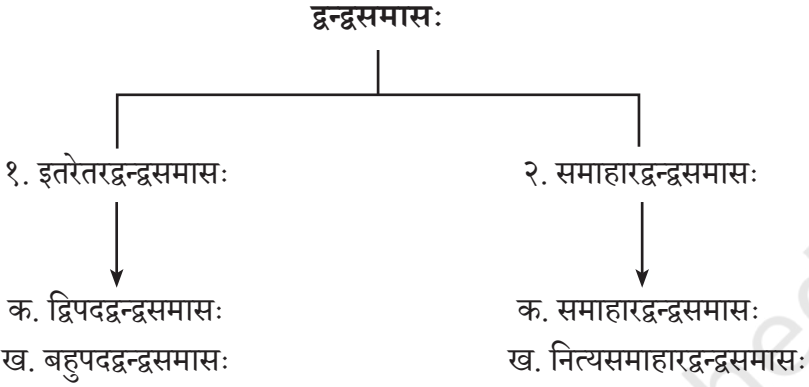 द्वन्द्वसमासः
१. इतरेतरद्वन्द्वसमासः
२. समाहारद्वन्द्वसमासः
क. द्विपदद्वन्द्वसमासः
ख. बहुपदद्वन्द्वसमासः
क. समाहारद्वन्द्वसमासः
ख. नित्यसमाहारद्वन्द्वसमासः